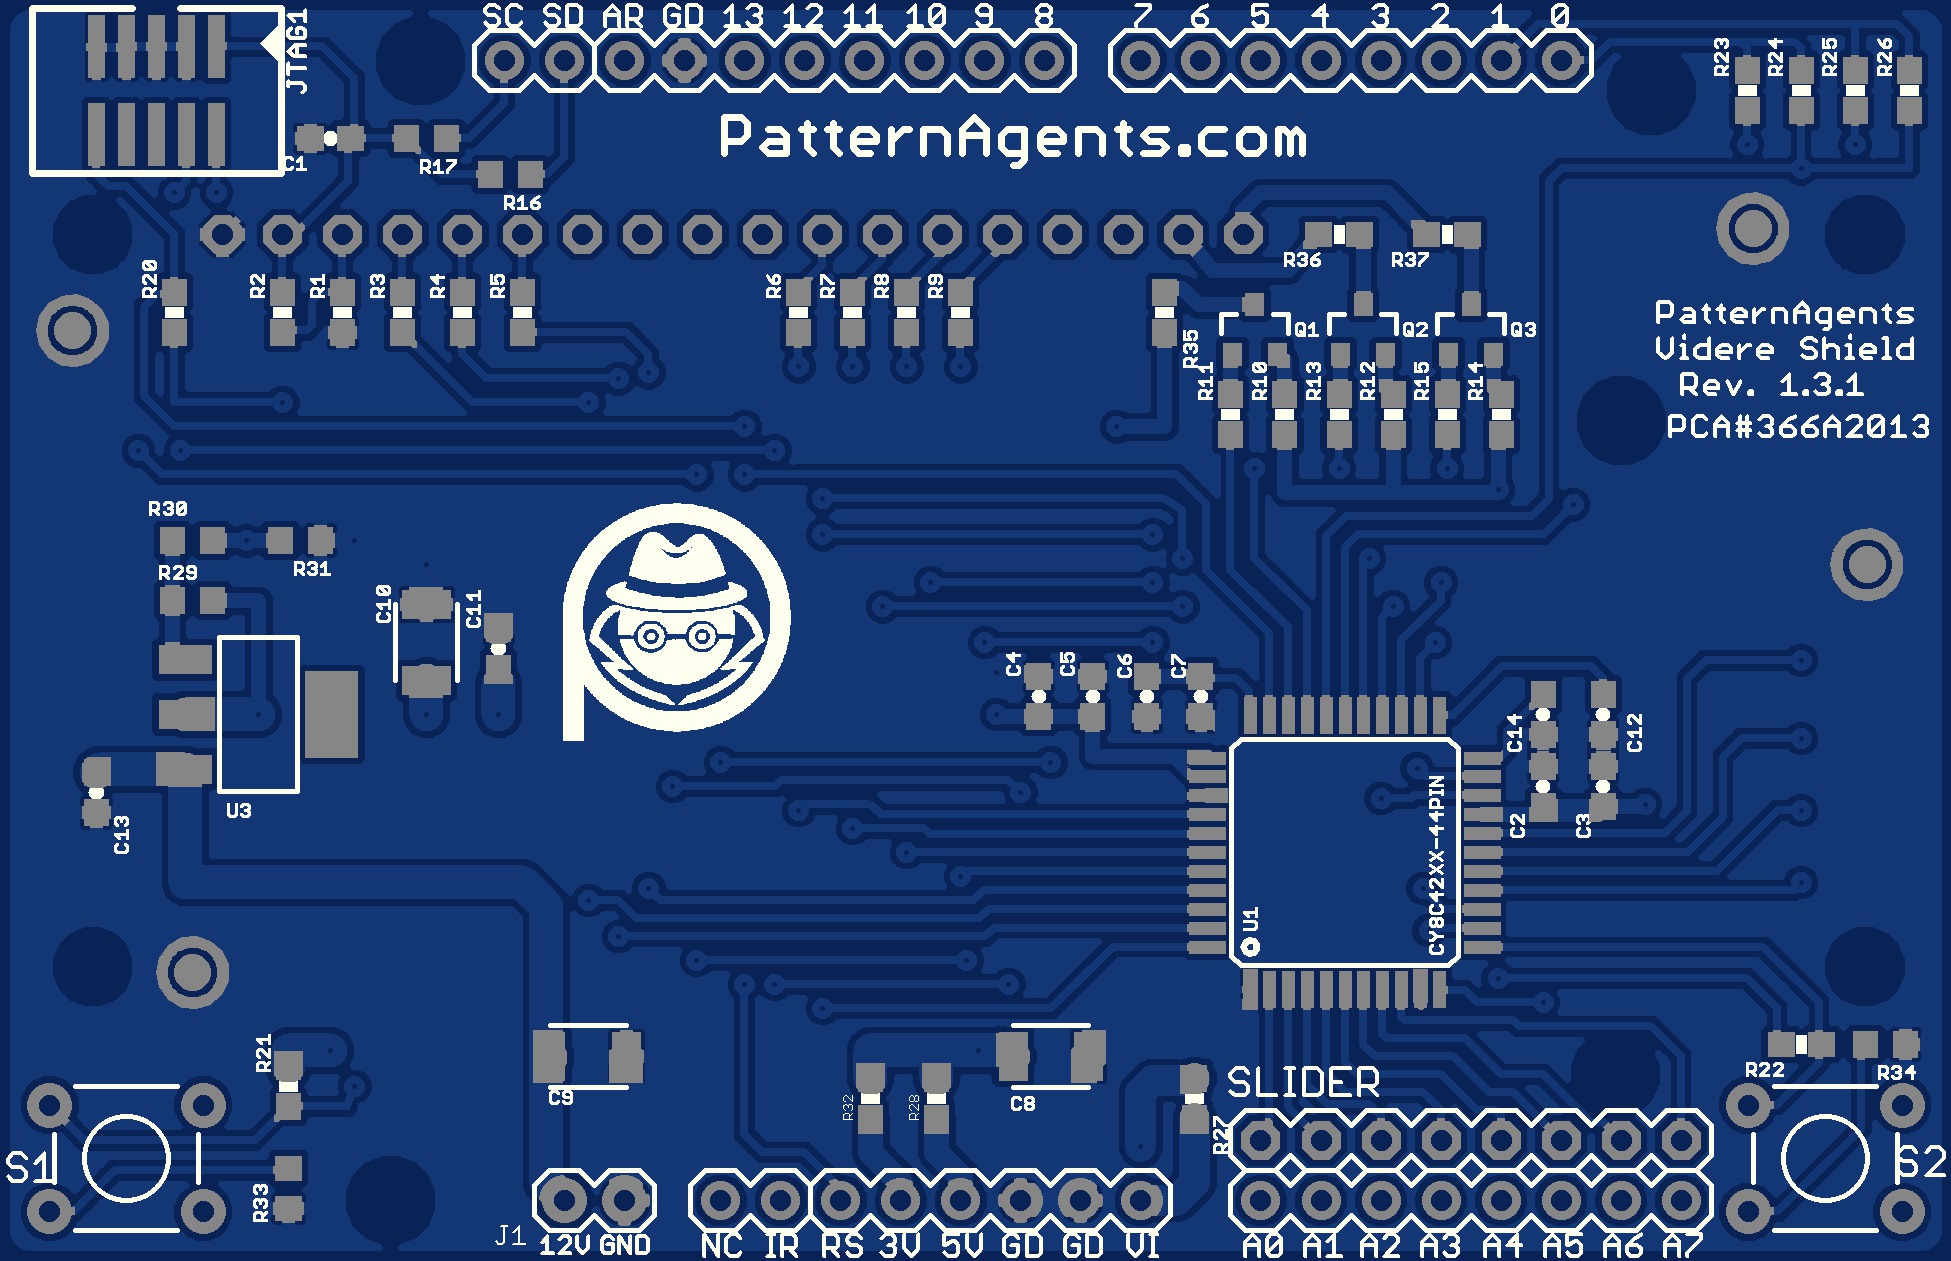 SC SD AR GD 13 12 11 10 9 8 7 6 5 4 3 2 1 0
JTAG1
R23 R24 R25 R26
PatternAgents.com
C1 R17
R16
R20 R2 R1 R3 R4 R5 R6 R7 R8 R9
R36 R37
R35
Q1 Q2 Q3
R11 R10 R13 R12 R15 R14
PatternAgents
Videre Shield
Rev. 1.3.1
PCA#366A2013
R30
R31
R29
C10 C11
U3
C13
C4 C5 C6 C7
C14 C12
C2 C3
U1
CY8C42XX-44PIN
R21
C9
R32 R28
C8
R27
SLIDER
R22 R34
S1
S2
R33
J1
12V GND
NC IR RS 3V 5V GD GD VI
A0 A1 A2 A3 A4 A5 A6 A7